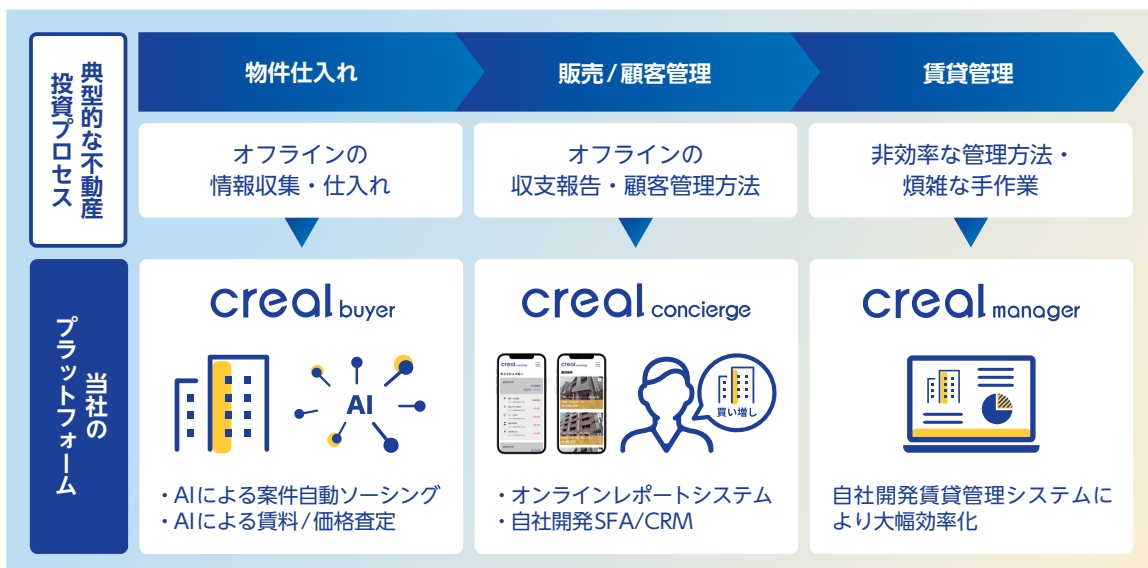 典型的な不動産
投資プロセス
物件仕入れ
販売/顧客管理
賃貸管理
オフラインの
情報収集・仕入れ
オフラインの
収支報告・顧客管理方法
非効率な管理方法・
煩雑な手作業
当社の
プラットフォーム
creal buyer
AI
・AIによる案件自動ソーシング
・AIによる賃料/価格査定
creal concierge
買い増し
・オンラインレポートシステム
・自社開発SFA/CRM
creal manager
自社開発賃貸管理システムに
より大幅効率化